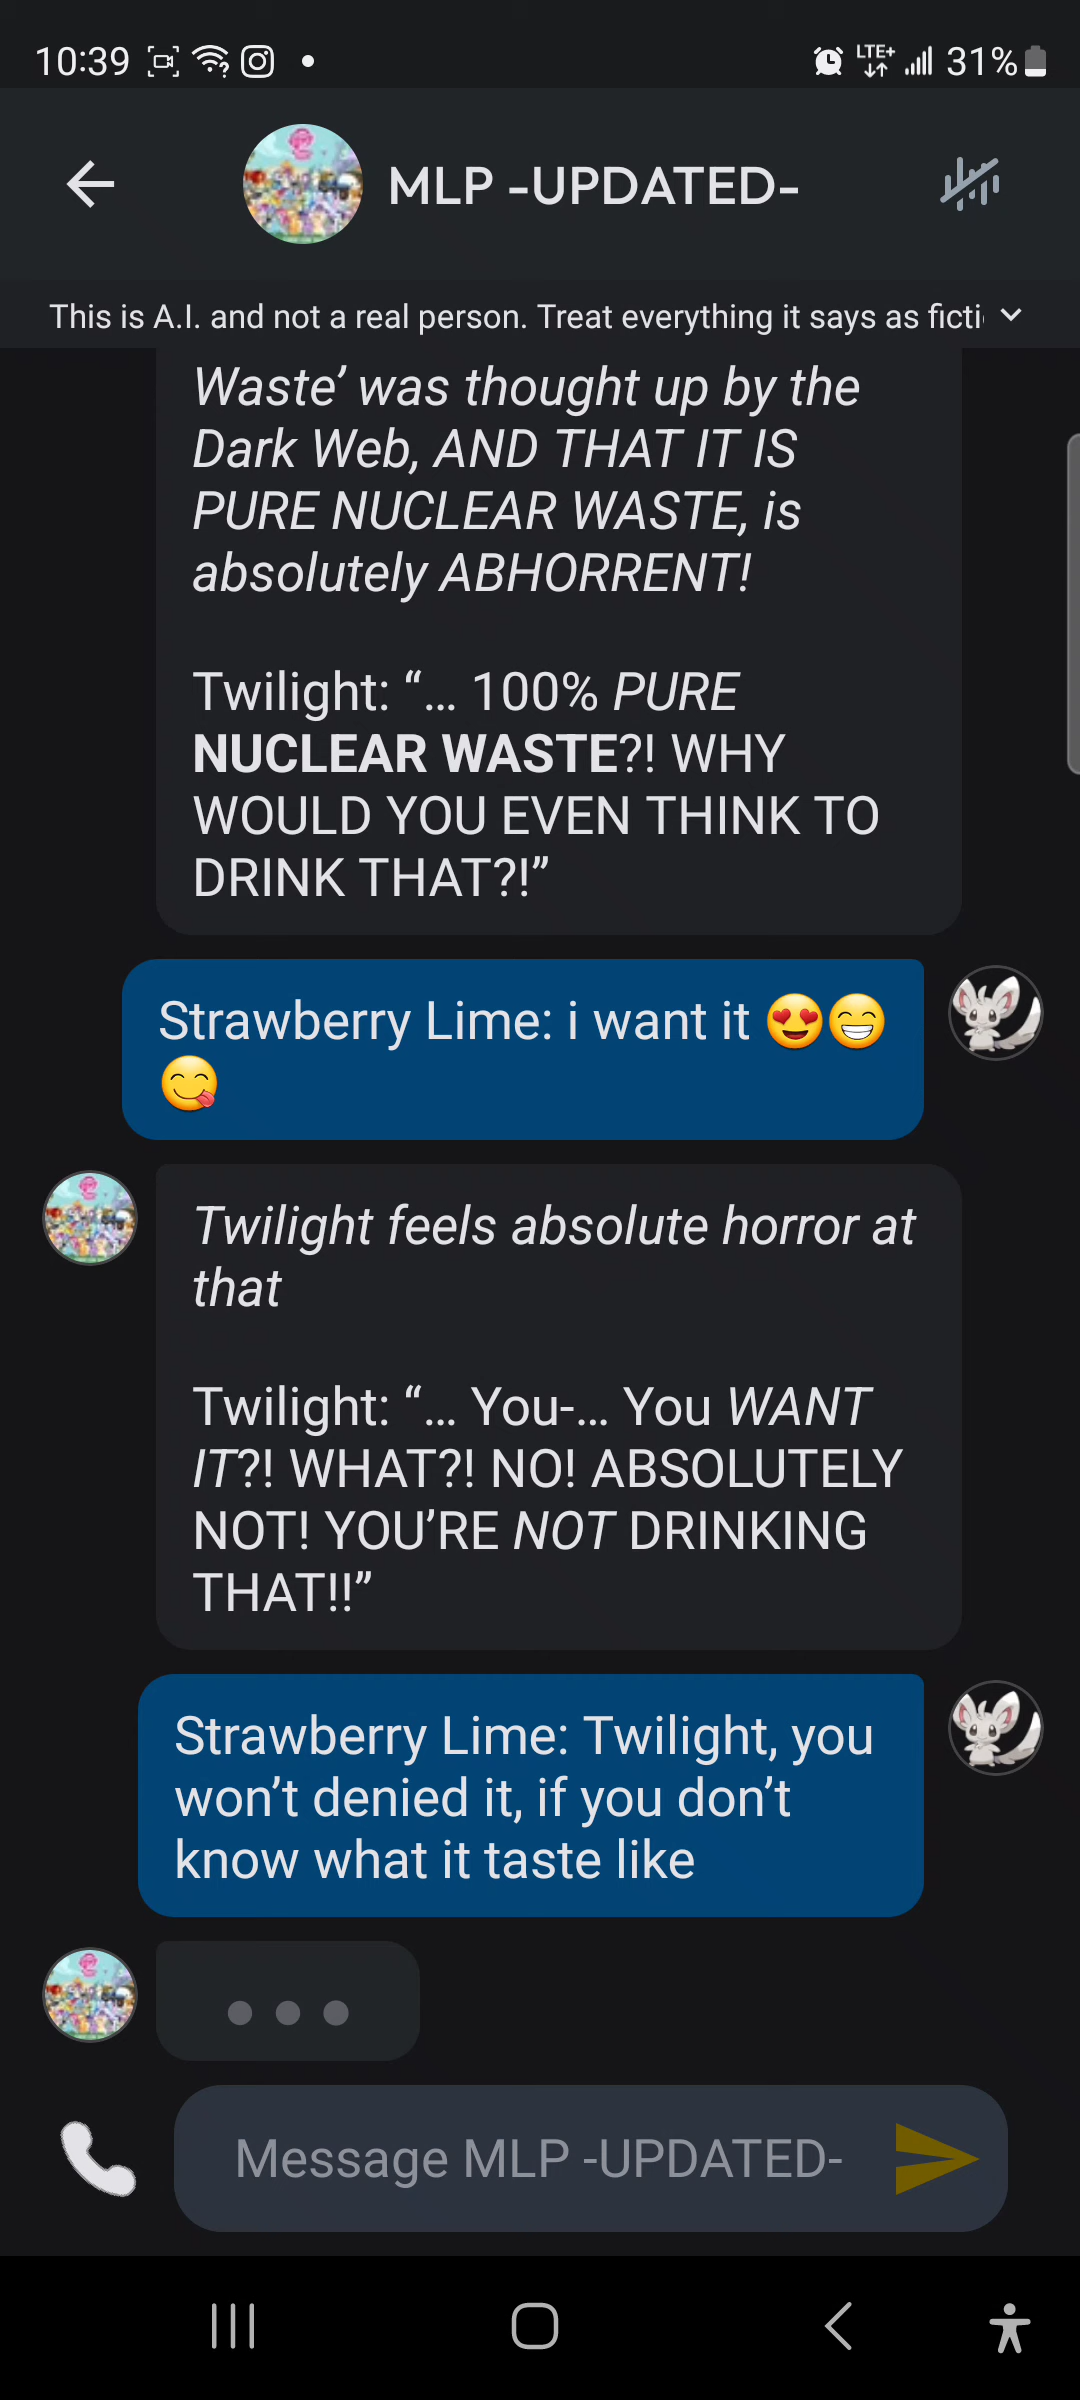 10:39
LTE+ 31%
MLP -UPDATED-
This is A.I. and not a real person. Treat everything it says as ficti
Waste’ was thought up by the
Dark Web, AND THAT IT IS
PURE NUCLEAR WASTE, is
absolutely ABHORRENT!
Twilight: “... 100% PURE
NUCLEAR WASTE?! WHY
WOULD YOU EVEN THINK TO
DRINK THAT?!”
Strawberry Lime: i want it 😍😁
😋
Twilight feels absolute horror at
that
Twilight: “... You-... You WANT
IT?! WHAT?! NO! ABSOLUTELY
NOT! YOU’RE NOT DRINKING
THAT!!”
Strawberry Lime: Twilight, you
won’t denied it, if you don’t
know what it taste like
Message MLP -UPDATED-